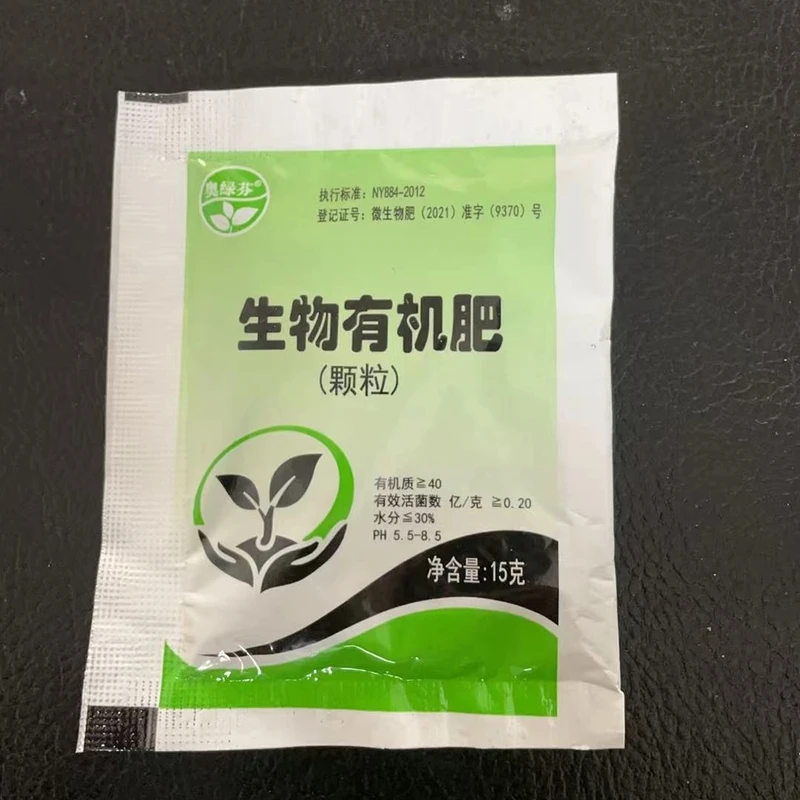 奥绿芬®
执行标准：NY884-2012
登记证号：微生物肥（2021）准字（9370）号
生物有机肥
（颗粒）
有机质≧40
有效活菌数 亿/克 ≧0.20
水分≦30%
PH 5.5-8.5
净含量:15克